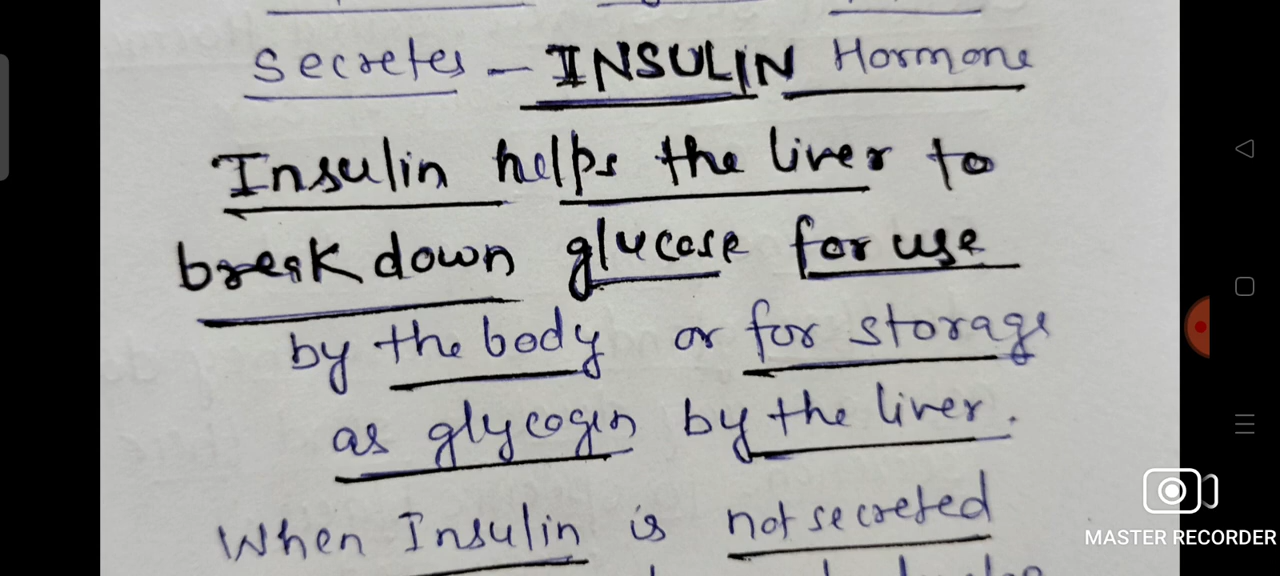 Secretes - INSULIN Hormone
Insulin helps the liver to
break down glucose for use
by the body or for storage
as glycogen by the liver.
When Insulin is not secreted
MASTER RECORDER